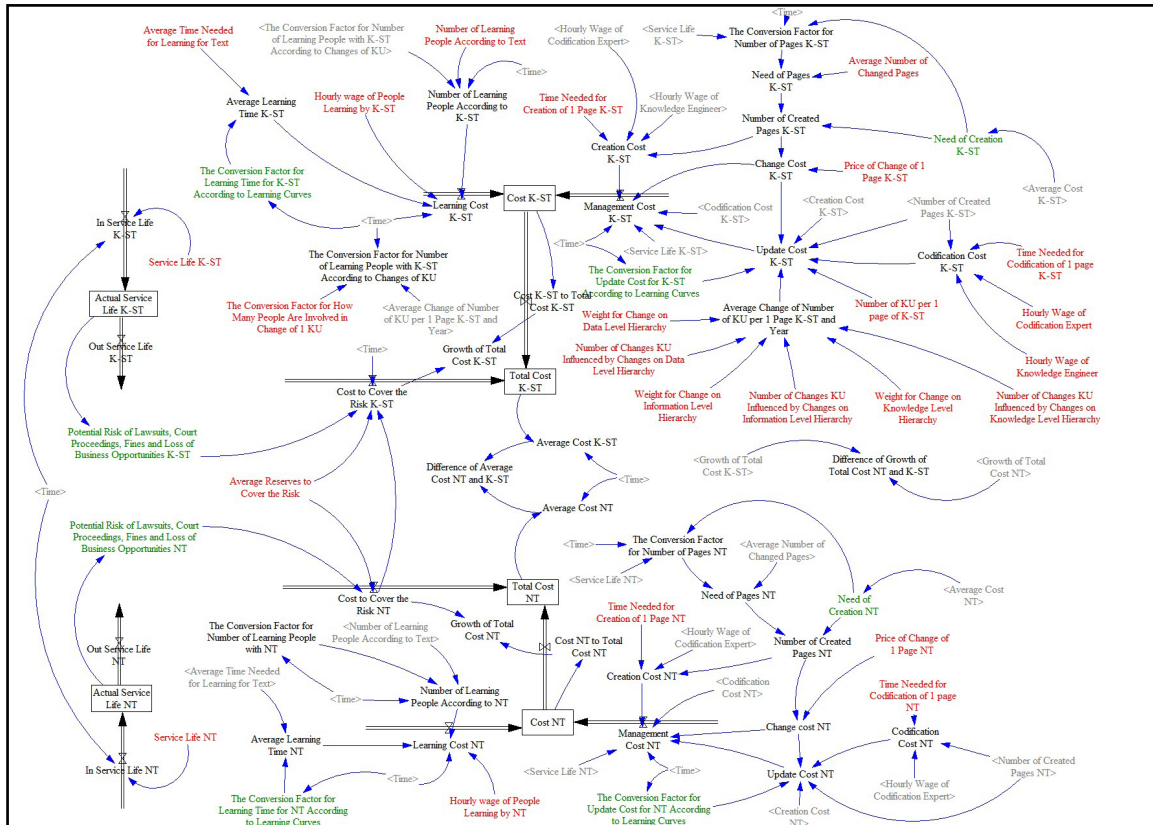 <Time>
Average Time Needed
for Learning for Text
<The Conversion Factor for Number
of Learning People with K-ST
According to Changes of KU>
Number of Learning
People According to Text
<Hourly Wage of
Codification Expert>
<Service Life
K-ST>
The Conversion Factor for
Number of Pages K-ST
<Time>
Need of Pages
K-ST
Average Number of
Changed Pages
Average Learning
Time K-ST
Hourly wage of People
Learning by K-ST
Number of Learning
People According to
K-ST
Time Needed for
Creation of 1 Page K-ST
<Hourly Wage of
Knowledge Engineer>
Number of Created
Pages K-ST
Need of Creation
K-ST
Creation Cost
K-ST
The Conversion Factor for
Learning Time for K-ST
According to Learning Curves
Change Cost
K-ST
Price of Change of 1
Page K-ST
<Average Cost
K-ST>
Cost K-ST
In Service Life
K-ST
Learning Cost
K-ST
Management Cost
K-ST
<Codification Cost
K-ST>
<Creation Cost
K-ST>
<Number of Created
Pages K-ST>
<Time>
Service Life K-ST
The Conversion Factor for Number
of Learning People with K-ST
According to Changes of KU
<Time>
<Service Life K-ST>
Update Cost
K-ST
Codification Cost
K-ST
Time Needed for
Codification of 1 page
K-ST
The Conversion Factor for
Update Cost for K-ST
According to Learning Curves
Actual Service
Life K-ST
The Conversion Factor for How
Many People Are Involved in
Change of 1 KU
<Average Change of Number
of KU per 1 Page K-ST and
Year>
Cost K-ST to Total
Cost K-ST
Weight for Change on
Data Level Hierarchy
Average Change of Number
of KU per 1 Page K-ST and
Year
Number of KU per 1
page of K-ST
Hourly Wage of
Codification Expert
Out Service Life
K-ST
Growth of Total
Cost K-ST
Number of Changes KU
Influenced by Changes on Data
Level Hierarchy
Hourly Wage of
Knowledge Engineer
<Time>
Total Cost
K-ST
Cost to Cover the
Risk K-ST
Weight for Change on
Information Level
Hierarchy
Number of Changes KU
Influenced by Changes on
Information Level Hierarchy
Weight for Change on
Knowledge Level
Hierarchy
Number of Changes KU
Influenced by Changes on
Knowledge Level Hierarchy
Potential Risk of Lawsuits, Court
Proceedings, Fines and Loss of
Business Opportunities K-ST
Average Cost K-ST
Difference of Average
Cost NT and K-ST
<Growth of Total
Cost K-ST>
Difference of Growth of
Total Cost NT and K-ST
<Growth of Total
Cost NT>
Average Reserves to
Cover the Risk
<Time>
<Time>
Average Cost NT
Potential Risk of Lawsuits, Court
Proceedings, Fines and Loss of
Business Opportunities NT
The Conversion Factor
for Number of Pages NT
<Time>
<Average Number of
Changed Pages>
<Service Life NT>
Total Cost
NT
Need of Pages NT
Need of
Creation NT
<Average Cost
NT>
Cost to Cover the
Risk NT
Time Needed for
Creation of 1 Page NT
The Conversion Factor for
Number of Learning People
with NT
<Number of Learning
People According to Text>
Growth of Total
Cost NT
Cost NT to Total
Cost NT
<Hourly Wage of
Codification Expert>
Number of Created
Pages NT
Price of Change of
1 Page NT
Out Service Life
NT
<Average Time Needed
for Learning for Text>
Creation Cost NT
<Codification
Cost NT>
Time Needed for
Codification of 1 page
NT
Actual Service
Life NT
<Time>
Number of Learning
People According to NT
Cost NT
Service Life NT
Average Learning
Time NT
Learning Cost NT
Management
Cost NT
Change cost NT
Codification
Cost NT
In Service Life NT
<Service Life NT>
<Time>
Update Cost NT
<Number of Created
Pages NT>
<Time>
The Conversion Factor for
Learning Time for NT According
to Learning Curves
Hourly wage of People
Learning by NT
The Conversion Factor for
Update Cost for NT According
to Learning Curves
<Creation Cost
NT>
<Hourly Wage of
Codification Expert>